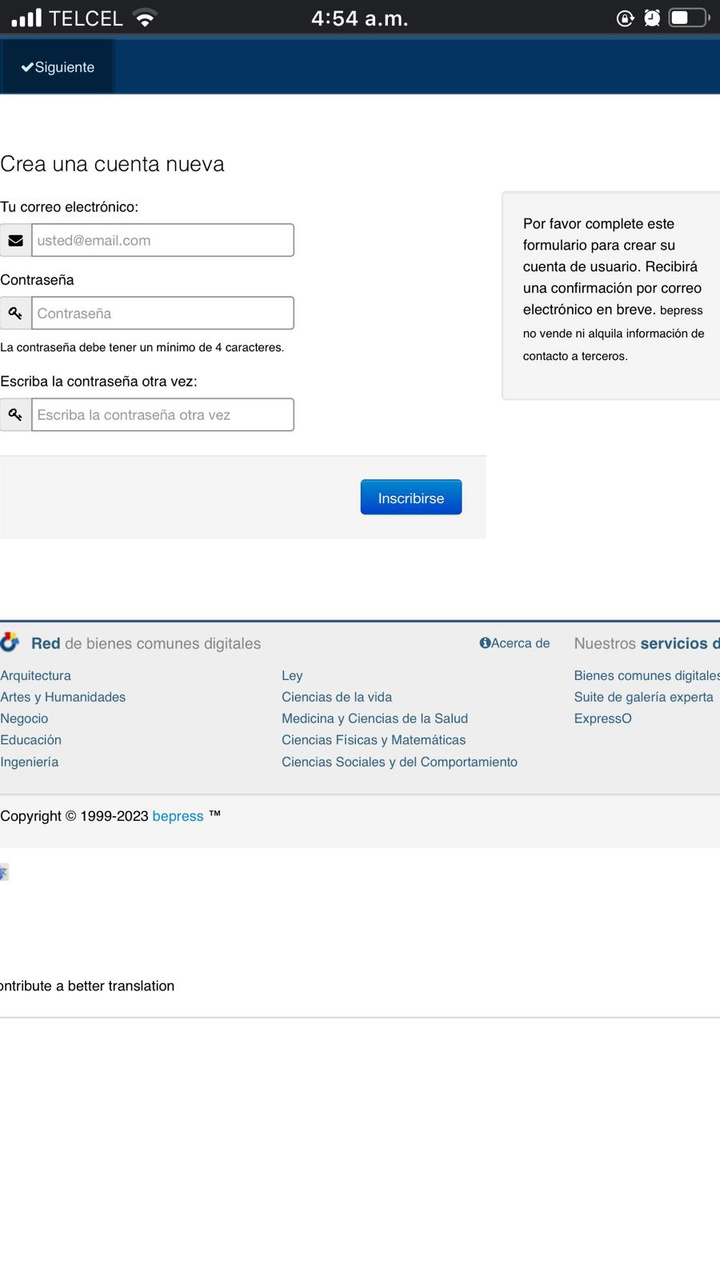 TELCEL 4:54 a.m.
Siguiente
Crea una cuenta nueva
Tu correo electrónico:
usted@email.com
Contraseña
Contraseña
La contraseña debe tener un mínimo de 4 caracteres.
Escriba la contraseña otra vez:
Escriba la contraseña otra vez
Inscribirse
Por favor complete este
formulario para crear su
cuenta de usuario. Recibirá
una confirmación por correo
electrónico en breve. bepress
no vende ni alquila información de
contacto a terceros.
Red de bienes comunes digitales
Acerca de
Arquitectura
Artes y Humanidades
Negocio
Educación
Ingeniería
Ley
Ciencias de la vida
Medicina y Ciencias de la Salud
Ciencias Físicas y Matemáticas
Ciencias Sociales y del Comportamiento
Nuestros servicios d
Bienes comunes digitales
Suite de galería experta
ExpressO
Copyright © 1999-2023 bepress ™
ontribute a better translation